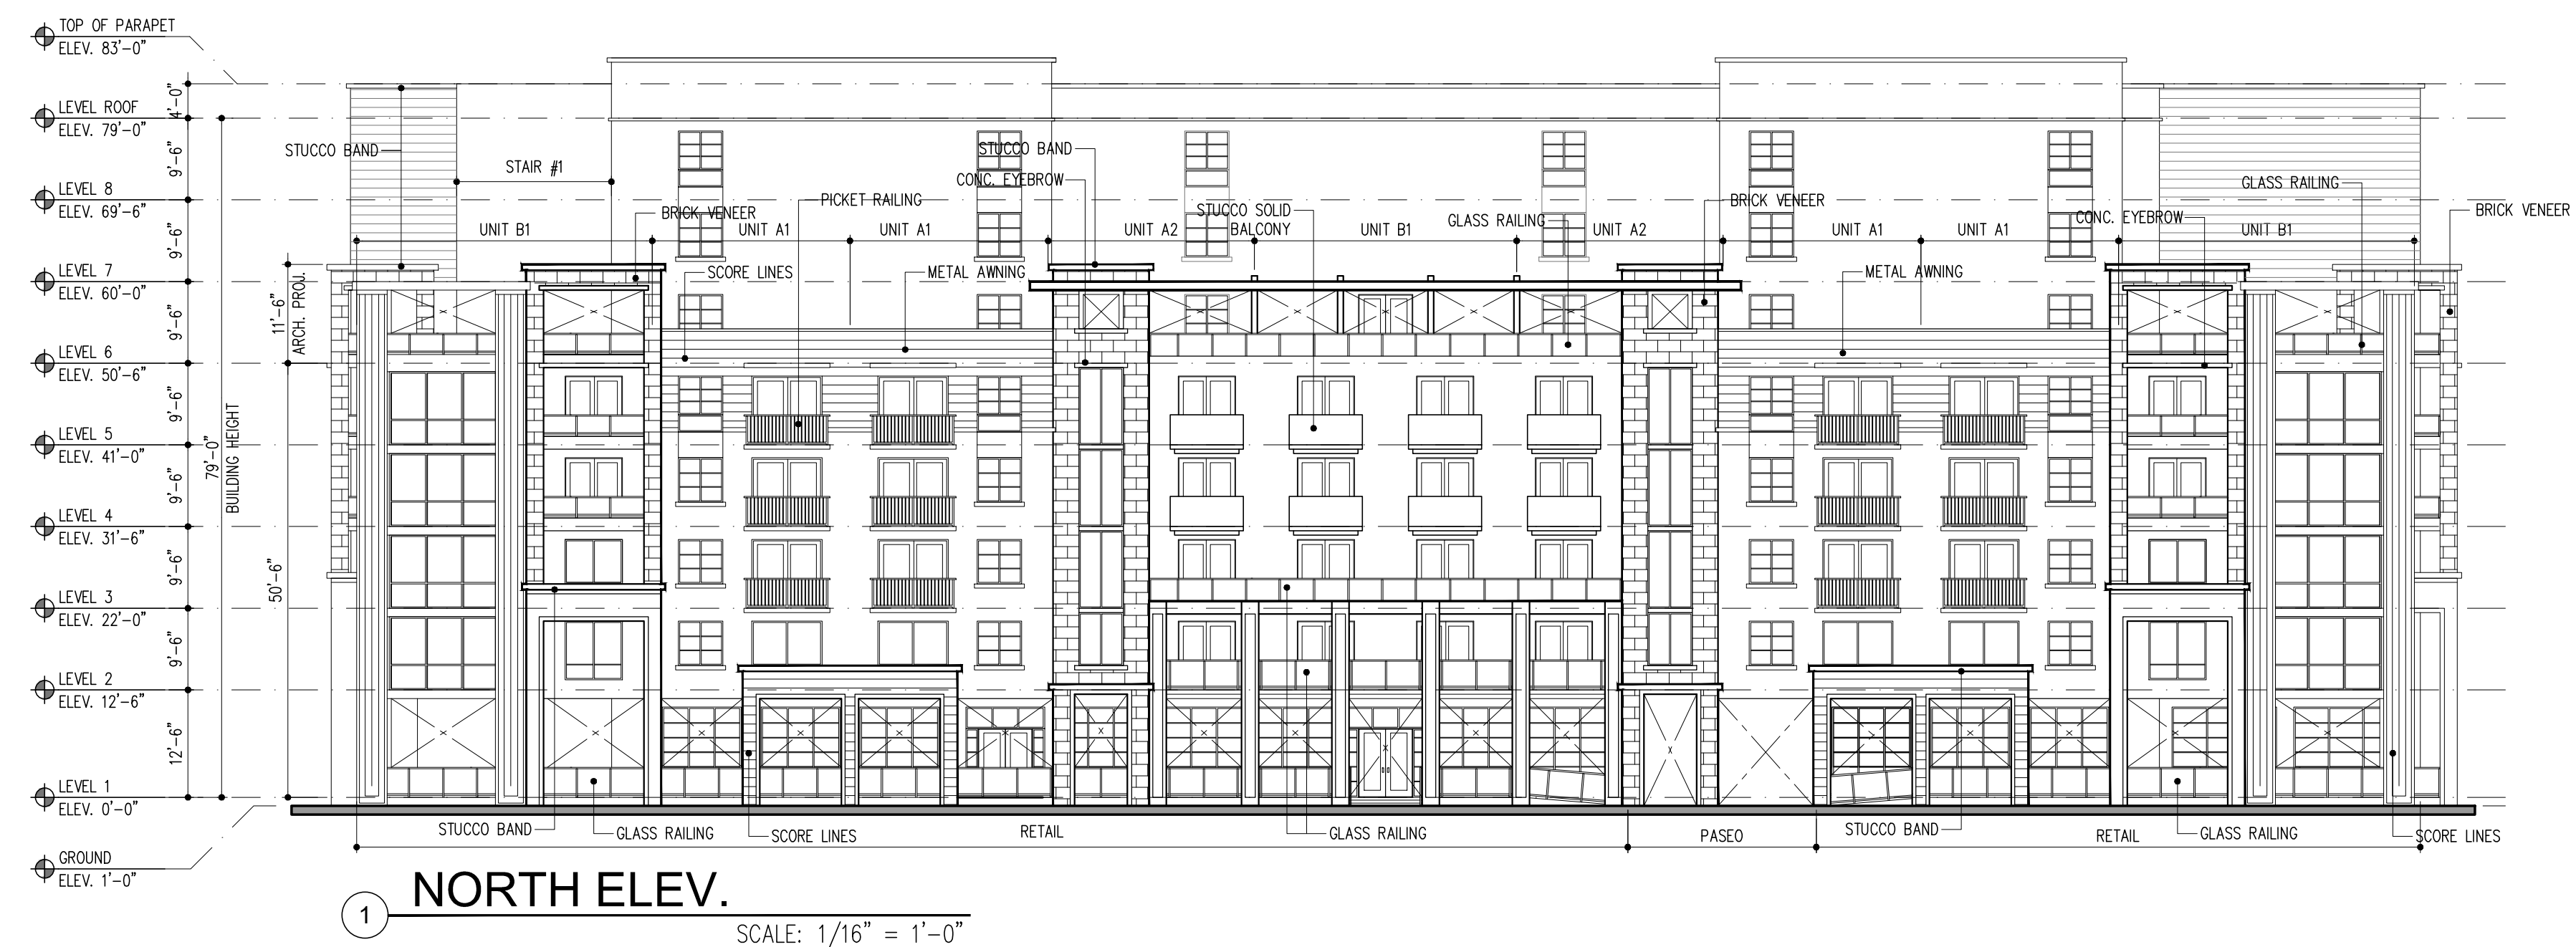 TOP OF PARAPET
ELEV. 83'-0"
LEVEL ROOF
ELEV. 79'-0"
LEVEL 8
ELEV. 69'-6"
LEVEL 7
ELEV. 60'-0"
LEVEL 6
ELEV. 50'-6"
LEVEL 5
ELEV. 41'-0"
LEVEL 4
ELEV. 31'-6"
LEVEL 3
ELEV. 22'-0"
LEVEL 2
ELEV. 12'-6"
LEVEL 1
ELEV. 0'-0"
GROUND
ELEV. 1'-0"
4'-0"
9'-6"
9'-6"
9'-6"
9'-6"
9'-6"
9'-6"
9'-6"
9'-6"
12'-6"
79'-0"
BUILDING HEIGHT
11'-6"
ARCH. PROJ.
50'-6"
STUCCO BAND
STAIR #1
UNIT B1
BRICK VENEER
UNIT A1
PICKET RAILING
UNIT A1
SCORE LINES
METAL AWNING
STUCCO BAND
CONC. EYEBROW
UNIT A2
STUCCO SOLID
BALCONY
UNIT B1
GLASS RAILING
UNIT A2
BRICK VENEER
UNIT A1
METAL AWNING
UNIT A1
CONC. EYEBROW
GLASS RAILING
UNIT B1
BRICK VENEER
STUCCO BAND
GLASS RAILING
SCORE LINES
RETAIL
GLASS RAILING
PASEO
STUCCO BAND
RETAIL
GLASS RAILING
SCORE LINES
1
NORTH ELEV.
SCALE: 1/16" = 1'-0"